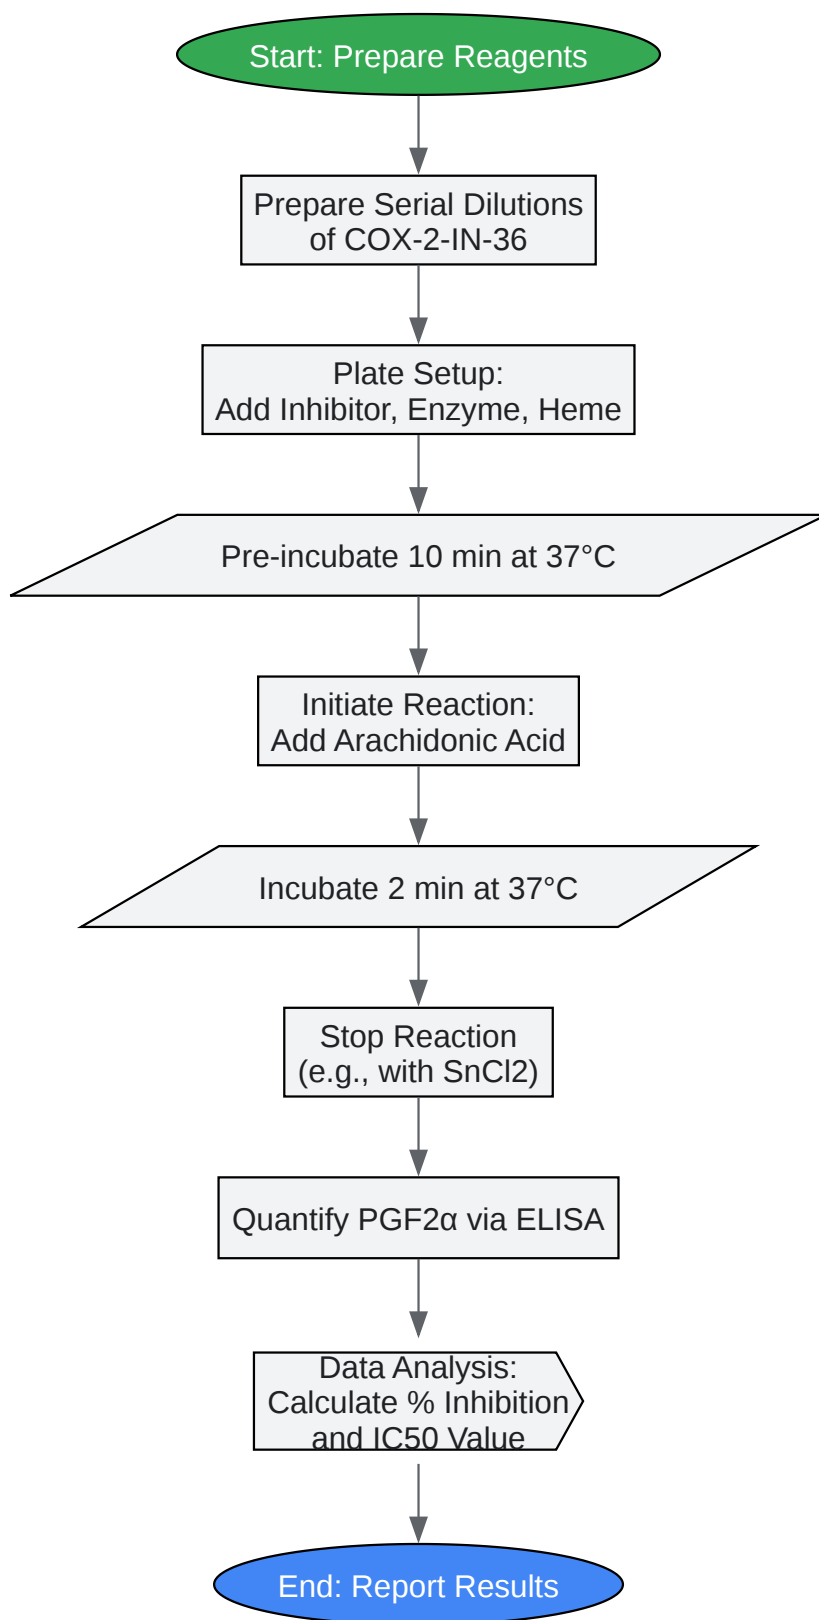 Start: Prepare Reagents
Prepare Serial Dilutions
of COX-2-IN-36
Plate Setup:
Add Inhibitor, Enzyme, Heme
Pre-incubate 10 min at 37°C
Initiate Reaction:
Add Arachidonic Acid
Incubate 2 min at 37°C
Stop Reaction
(e.g., with SnCl2)
Quantify PGF2α via ELISA
Data Analysis:
Calculate % Inhibition
and IC50 Value
End: Report Results